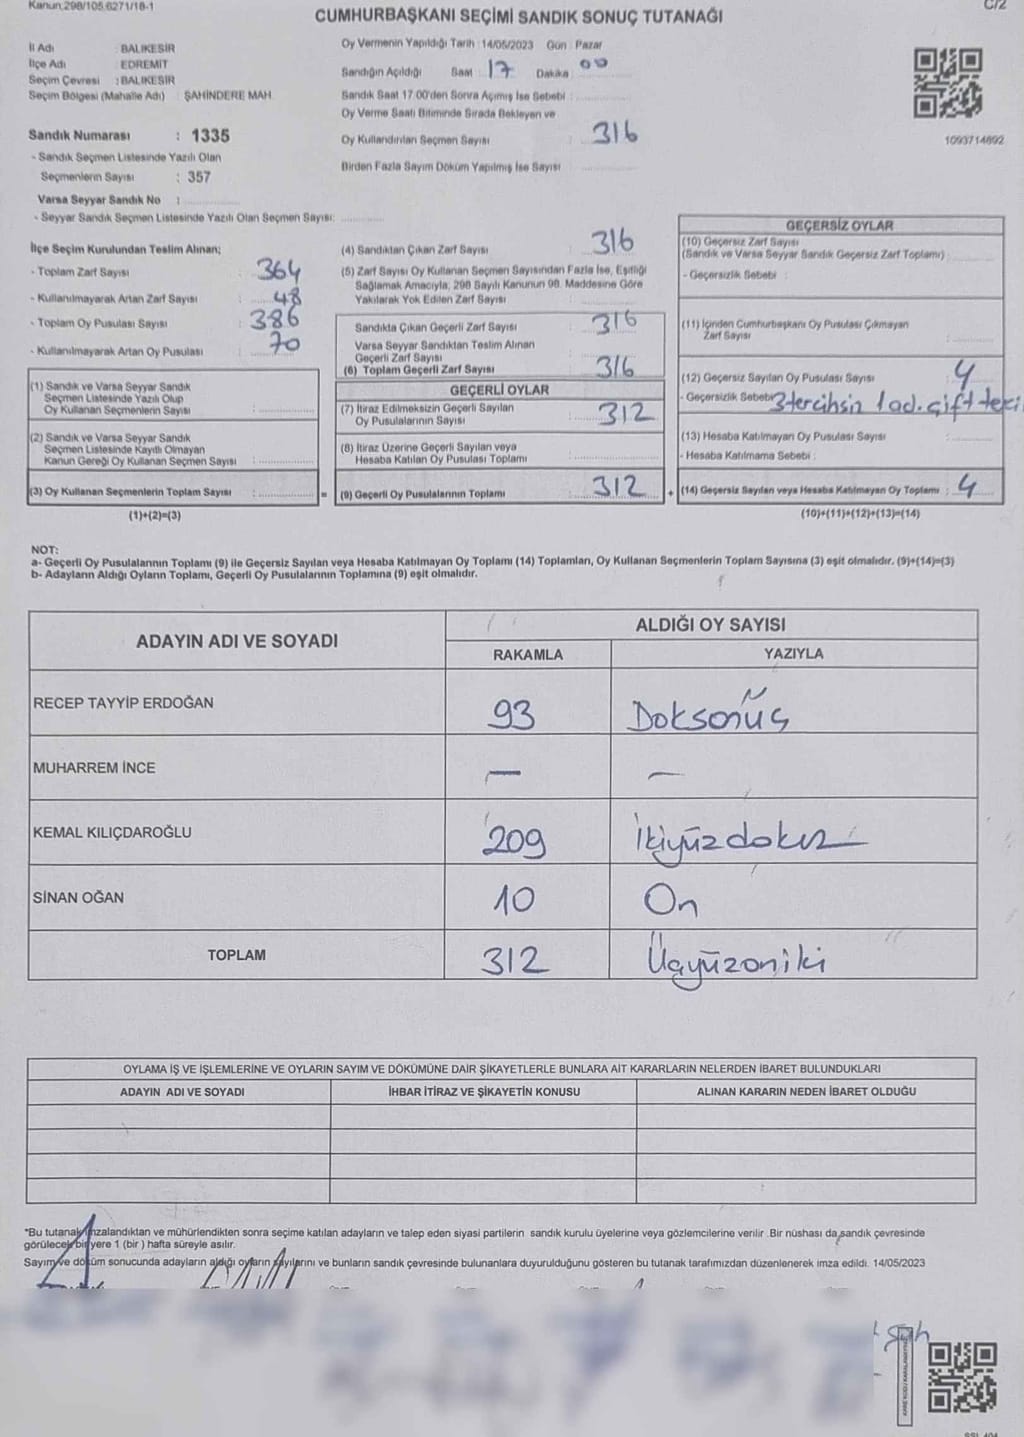 Kanun;298/105,6271/18-1
C/2
CUMHURBAŞKANI SEÇİMİ SANDIK SONUÇ TUTANAĞI
İl Adı : BALIKESİR
İlçe Adı : EDREMİT
Seçim Çevresi : BALIKESİR
Seçim Bölgesi (Mahalle Adı) : ŞAHİNDERE MAH.
Sandık Numarası : 1335
- Sandık Seçmen Listesinde Yazılı Olan
Seçmenlerin Sayısı : 357
Varsa Seyyar Sandık No :
- Seyyar Sandık Seçmen Listesinde Yazılı Olan Seçmen Sayısı:
Oy Vermenin Yapıldığı Tarih : 14/05/2023 Gün : Pazar
Sandığın Açıldığı Saat : 17 Dakika : 00
Sandık Saat 17.00'den Sonra Açımış İse Sebebi :
Oy Verme Saati Bitiminde Sırada Bekleyen ve
Oy Kullandırılan Seçmen Sayısı : 316
Birden Fazla Sayım Döküm Yapılmış İse Sayısı :
1093714892
İlçe Seçim Kurulundan Teslim Alınan;
- Toplam Zarf Sayısı : 364
- Kullanılmayarak Artan Zarf Sayısı : 48
- Toplam Oy Pusulası Sayısı : 386
- Kullanılmayarak Artan Oy Pusulası : 70
(1) Sandık ve Varsa Seyyar Sandık
Seçmen Listesinde Yazılı Olup
Oy Kullanan Seçmenlerin Sayısı :
(2) Sandık ve Varsa Seyyar Sandık
Seçmen Listesinde Kayıtlı Olmayan
Kanun Gereği Oy Kullanan Seçmen Sayısı :
(3) Oy Kullanan Seçmenlerin Toplam Sayısı : =
(1)+(2)=(3)
(4) Sandıktan Çıkan Zarf Sayısı : 316
(5) Zarf Sayısı Oy Kullanan Seçmen Sayısından Fazla İse, Eşitliği
Sağlamak Amacıyla, 298 Sayılı Kanunun 98. Maddesine Göre
Yakılarak Yok Edilen Zarf Sayısı :
Sandıkta Çıkan Geçerli Zarf Sayısı : 316
Varsa Seyyar Sandıktan Teslim Alınan
Geçerli Zarf Sayısı :
(6) Toplam Geçerli Zarf Sayısı : 316
GEÇERLİ OYLAR
(7) İtiraz Edilmeksizin Geçerli Sayılan
Oy Pusulalarının Sayısı : 312
(8) İtiraz Üzerine Geçerli Sayılan veya
Hesaba Katılan Oy Pusulası Toplamı :
(9) Geçerli Oy Pusulalarının Toplamı : 312 +
GEÇERSİZ OYLAR
(10) Geçersiz Zarf Sayısı
(Sandık ve Varsa Seyyar Sandık Geçersiz Zarf Toplamı) :
- Geçersizlik Sebebi :
(11) İçinden Cumhurbaşkanı Oy Pusulası Çıkmayan
Zarf Sayısı :
(12) Geçersiz Sayılan Oy Pusulası Sayısı : 4
- Geçersizlik Sebebi 3 tercihsin 1 ad. çift tercih
(13) Hesaba Katılmayan Oy Pusulası Sayısı :
- Hesaba Katılmama Sebebi :
(14) Geçersiz Sayılan veya Hesaba Katılmayan Oy Toplamı : 4
(10)+(11)+(12)+(13)=(14)
NOT:
a- Geçerli Oy Pusulalarının Toplamı (9) ile Geçersiz Sayılan veya Hesaba Katılmayan Oy Toplamı (14) Toplamları, Oy Kullanan Seçmenlerin Toplam Sayısına (3) eşit olmalıdır. (9)+(14)=(3)
b- Adayların Aldığı Oyların Toplamı, Geçerli Oy Pusulalarının Toplamına (9) eşit olmalıdır.
ADAYIN ADI VE SOYADI
ALDIĞI OY SAYISI
RAKAMLA YAZIYLA
RECEP TAYYİP ERDOĞAN 93 Doksanüç
MUHARREM İNCE — —
KEMAL KILIÇDAROĞLU 209 İkiyüzdokuz
SİNAN OĞAN 10 On
TOPLAM 312 Üçyüzoniki
OYLAMA İŞ VE İŞLEMLERİNE VE OYLARIN SAYIM VE DÖKÜMÜNE DAİR ŞİKAYETLERLE BUNLARA AİT KARARLARIN NELERDEN İBARET BULUNDUKLARI
ADAYIN ADI VE SOYADI İHBAR İTİRAZ VE ŞİKAYETİN KONUSU ALINAN KARARIN NEDEN İBARET OLDUĞU
*Bu tutanak imzalandıktan ve mühürlendikten sonra seçime katılan adayların ve talep eden siyasi partilerin sandık kurulu üyelerine veya gözlemcilerine verilir. Bir nüshası da sandık çevresinde
görülecek bir yere 1 (bir ) hafta süreyle asılır.
Sayım ve döküm sonucunda adayların aldığı oyların sayılarını ve bunların sandık çevresinde bulunanlara duyurulduğunu gösteren bu tutanak tarafımızdan düzenlenerek imza edildi. 14/05/2023